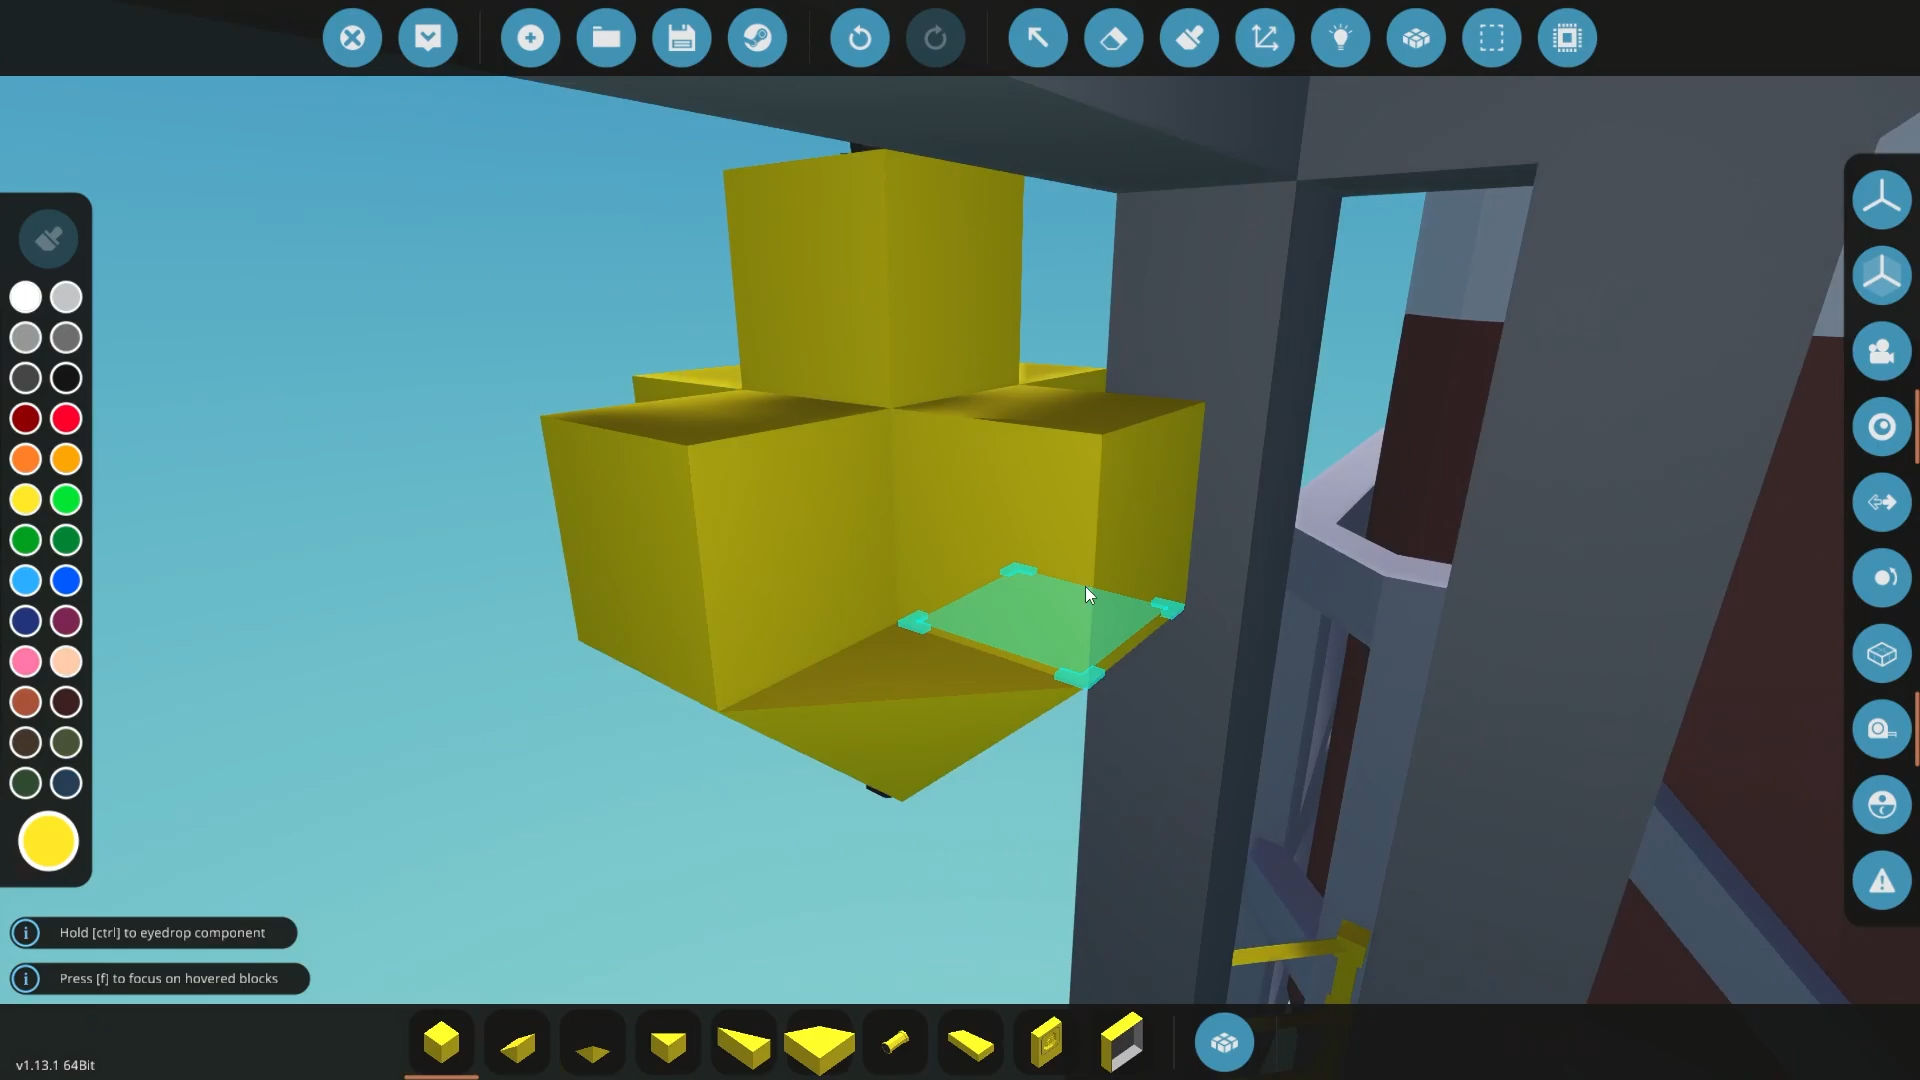 Hold [ctrl] to eyedrop component
Press [f] to focus on hovered blocks
v1.13.1 64Bit